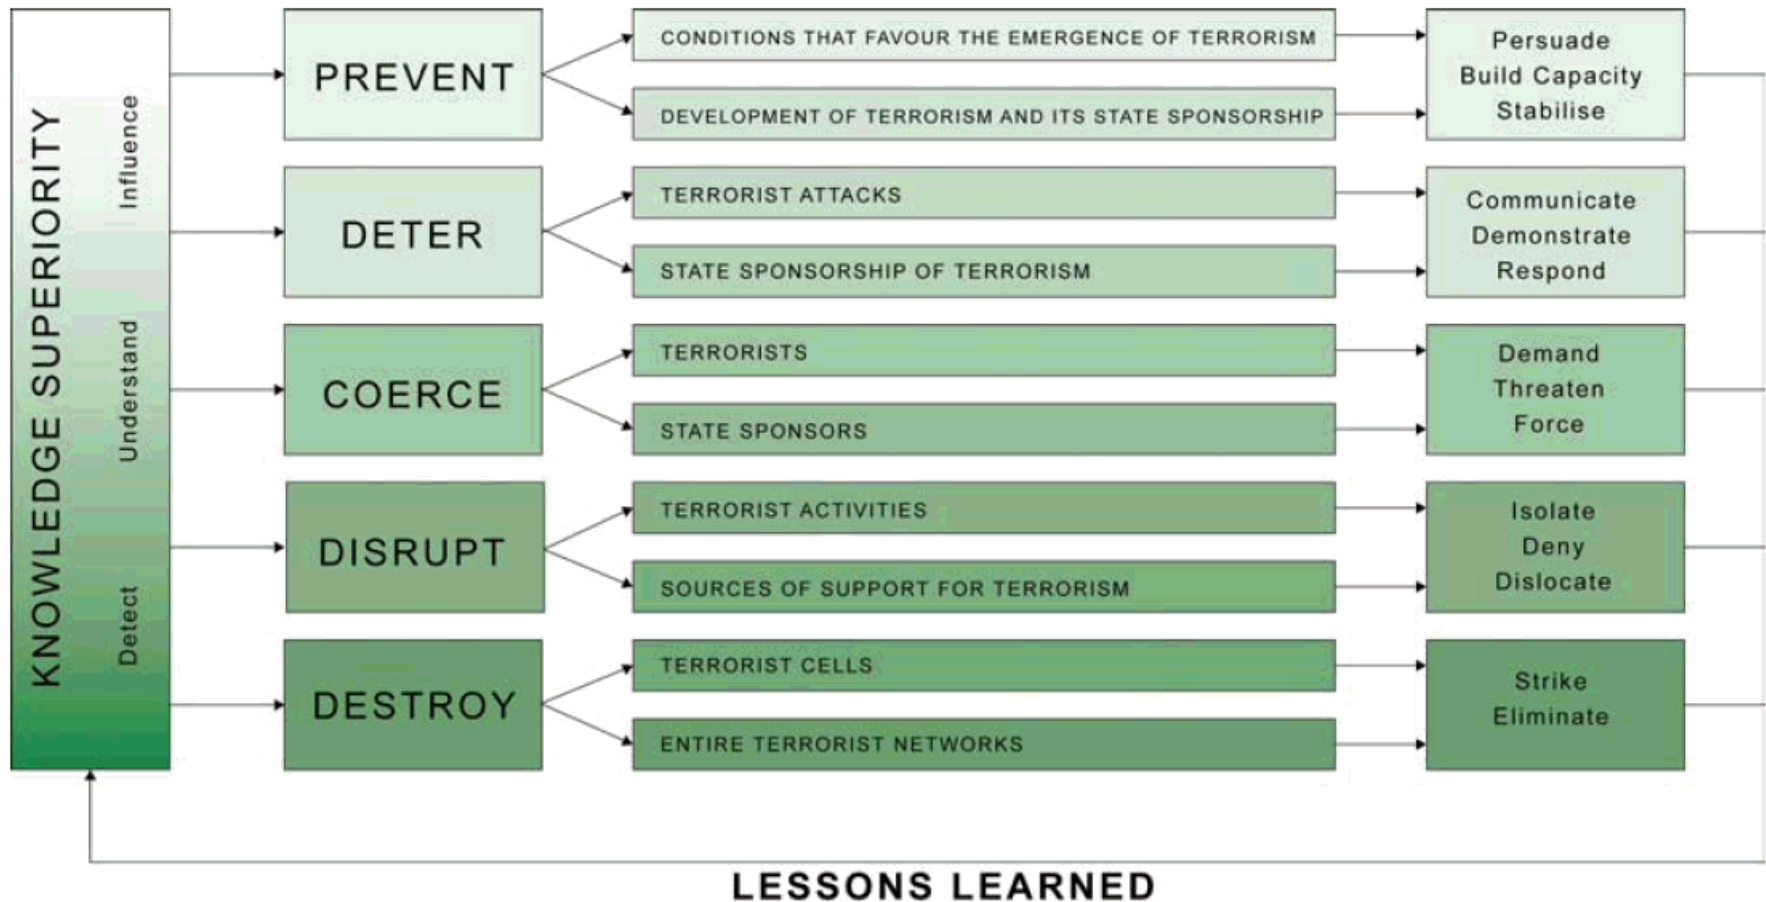 KNOWLEDGE SUPERIORITY
Influence
Understand
Detect
PREVENT
CONDITIONS THAT FAVOUR THE EMERGENCE OF TERRORISM
DEVELOPMENT OF TERRORISM AND ITS STATE SPONSORSHIP
Persuade
Build Capacity
Stabilise
DETER
TERRORIST ATTACKS
STATE SPONSORSHIP OF TERRORISM
Communicate
Demonstrate
Respond
COERCE
TERRORISTS
STATE SPONSORS
Demand
Threaten
Force
DISRUPT
TERRORIST ACTIVITIES
SOURCES OF SUPPORT FOR TERRORISM
Isolate
Deny
Dislocate
DESTROY
TERRORIST CELLS
ENTIRE TERRORIST NETWORKS
Strike
Eliminate
LESSONS LEARNED